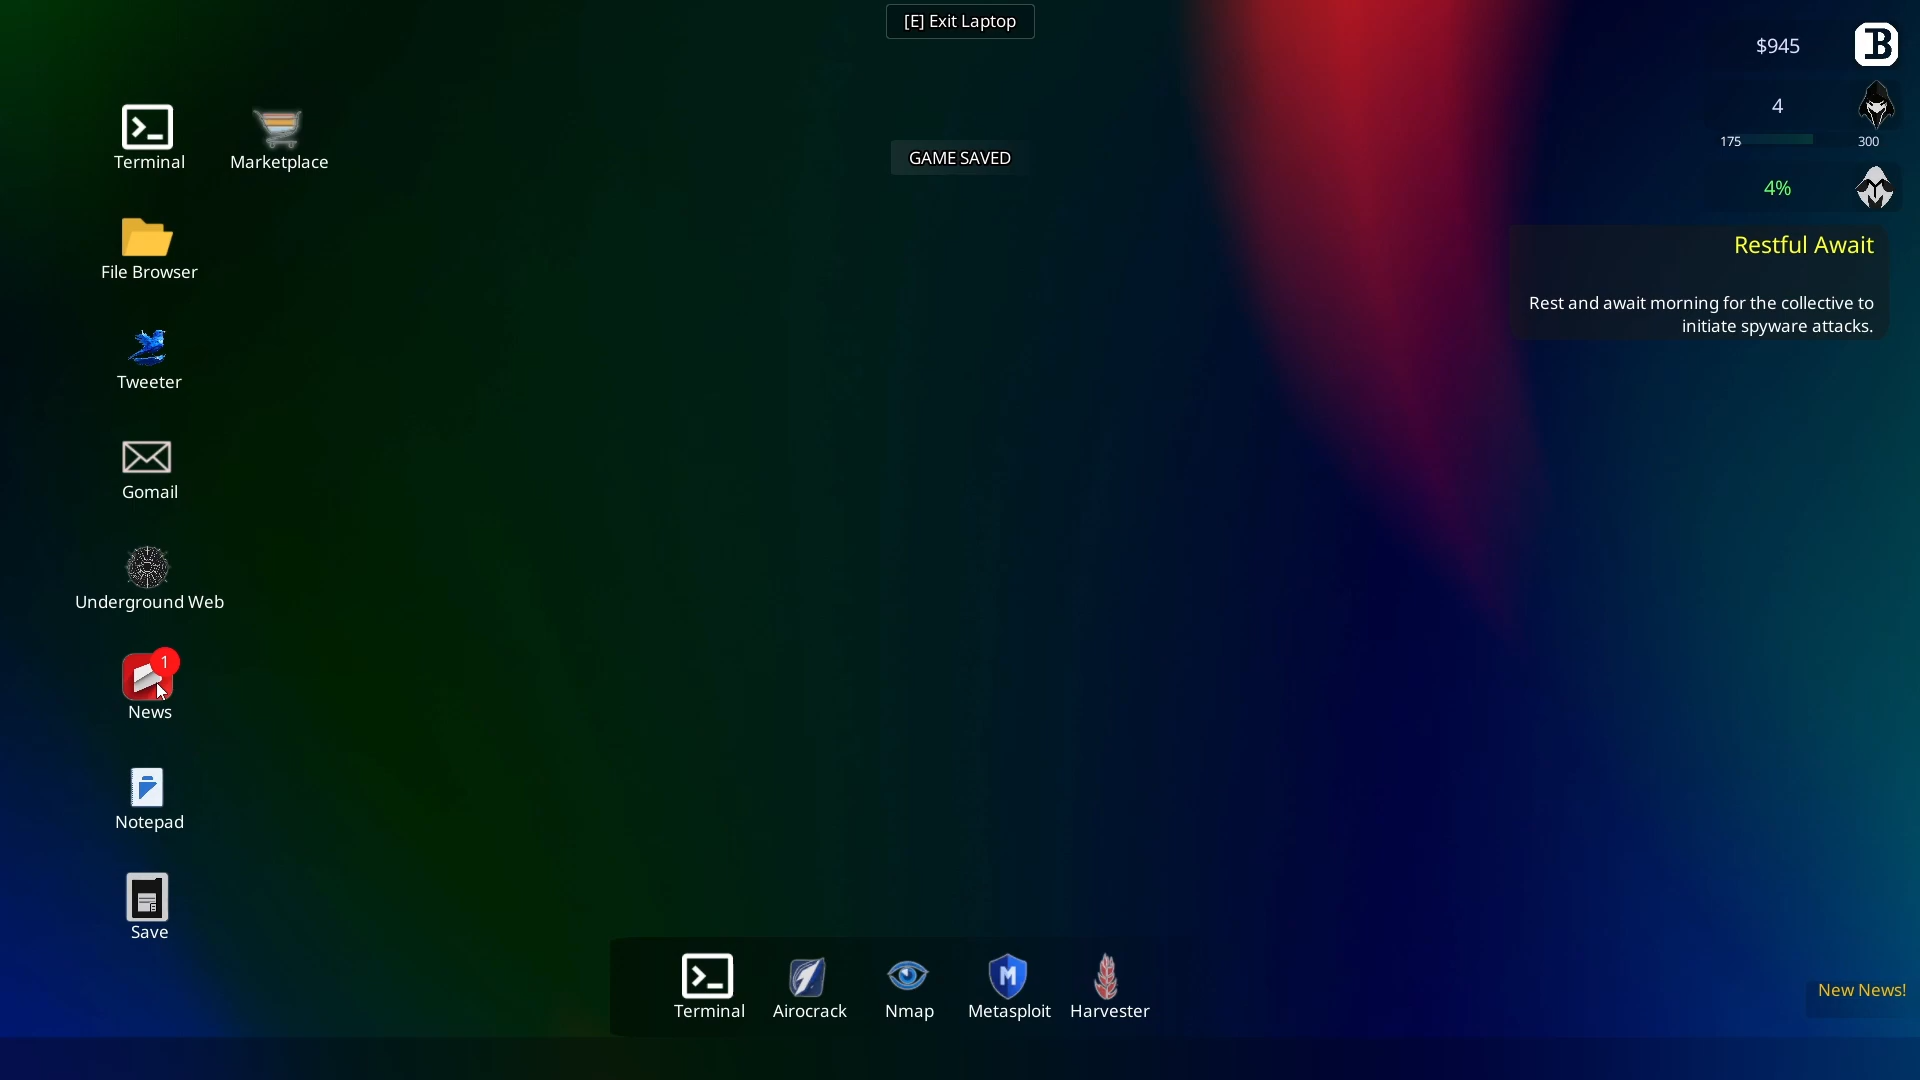 [E] Exit Laptop
$945
4
175
300
4%
GAME SAVED
Restful Await
Rest and await morning for the collective to
initiate spyware attacks.
Terminal
Marketplace
File Browser
Tweeter
Gomail
Underground Web
1
News
Notepad
Save
Terminal
Airocrack
Nmap
M
Metasploit
Harvester
New News!